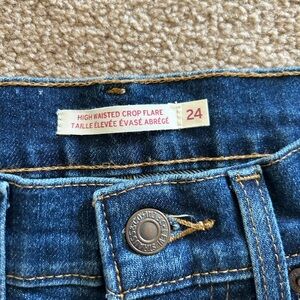 HIGH WAISTED CROP FLARE
TAILLE ÉLEVÉE ÉVASÉ ABRÉGÉ
24